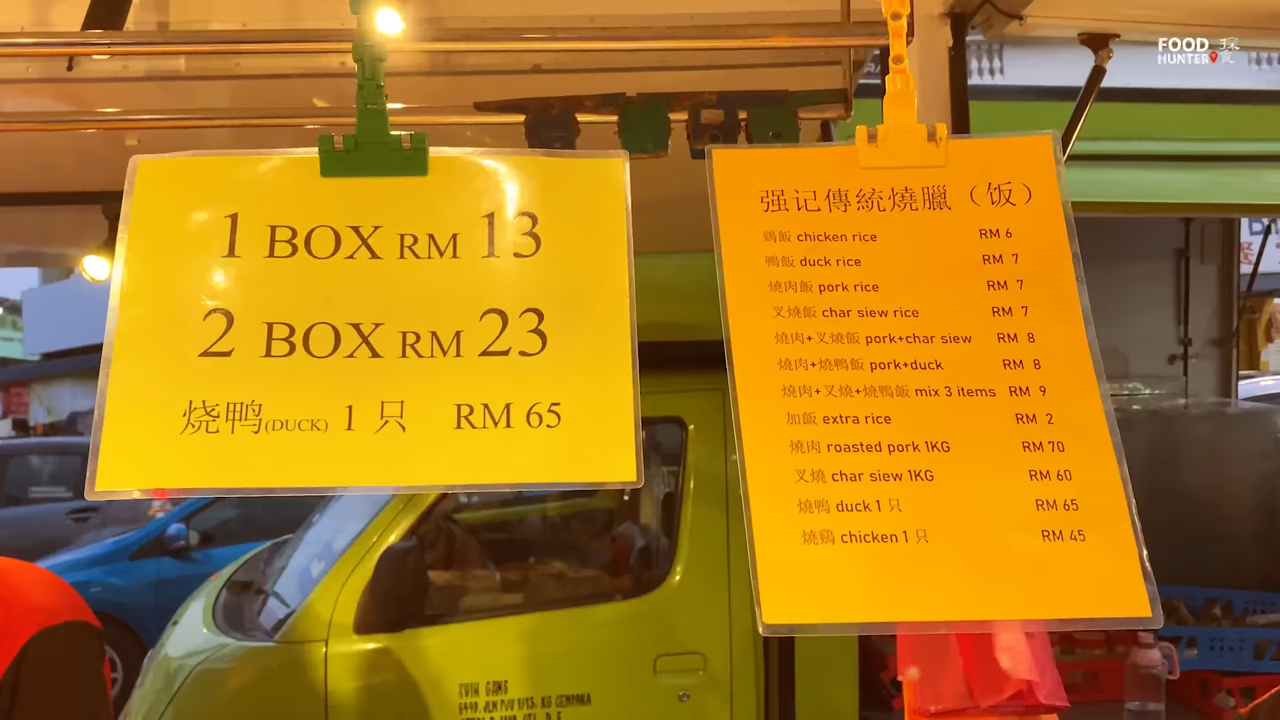 FOOD 探
HUNTER 食
1 BOX RM 13
2 BOX RM 23
烧鸭(DUCK) 1 只 RM 65
强记傳統燒臘（饭）
鷄飯 chicken rice RM 6
鴨飯 duck rice RM 7
燒肉飯 pork rice RM 7
叉燒飯 char siew rice RM 7
燒肉+叉燒飯 pork+char siew RM 8
燒肉+燒鴨飯 pork+duck RM 8
燒肉+叉燒+燒鴨飯 mix 3 items RM 9
加飯 extra rice RM 2
燒肉 roasted pork 1KG RM 70
叉燒 char siew 1KG RM 60
燒鴨 duck 1 只 RM 65
燒鷄 chicken 1 只 RM 45